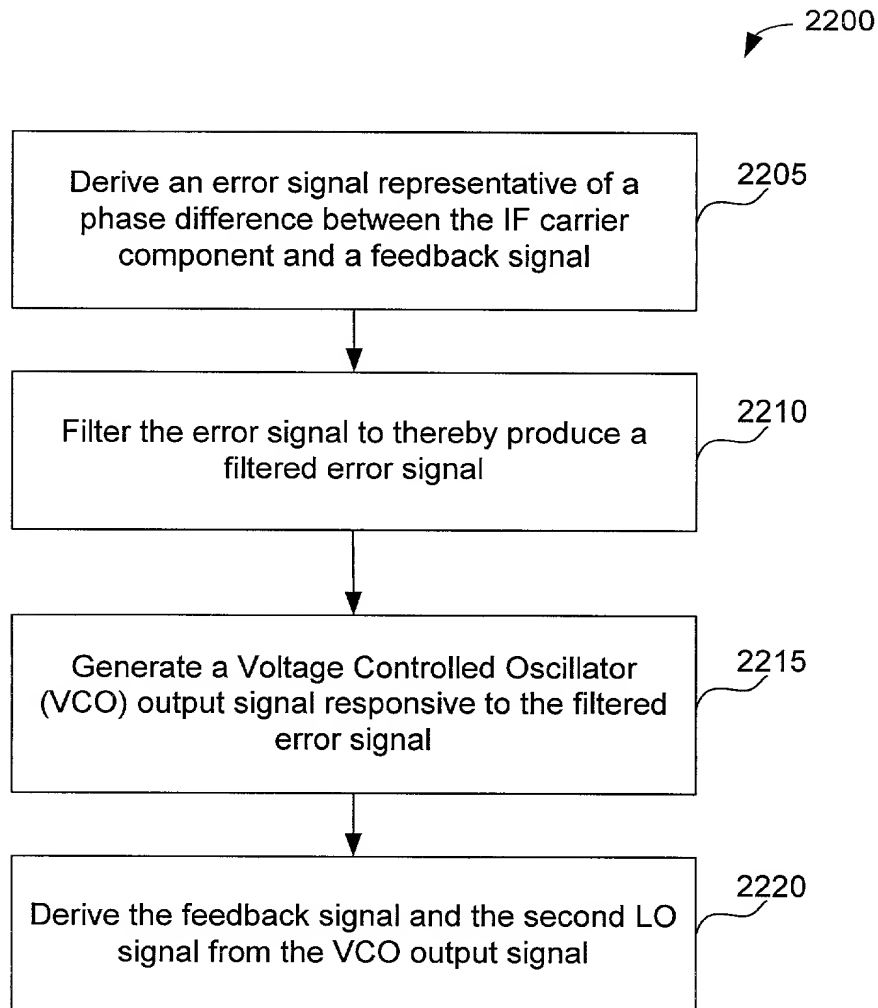 2200
Derive an error signal representative of a
phase difference between the IF carrier
component and a feedback signal
2205
Filter the error signal to thereby produce a
filtered error signal
2210
Generate a Voltage Controlled Oscillator
(VCO) output signal responsive to the filtered
error signal
2215
Derive the feedback signal and the second LO
signal from the VCO output signal
2220